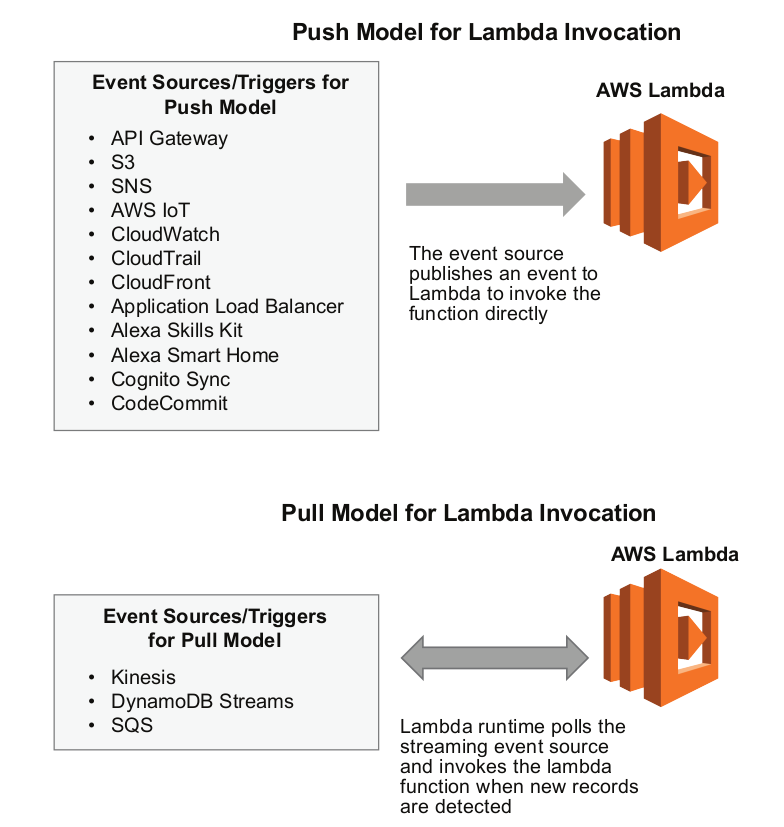 Push Model for Lambda Invocation
Event Sources/Triggers for
Push Model
• API Gateway
• S3
• SNS
• AWS IoT
• CloudWatch
• CloudTrail
• CloudFront
• Application Load Balancer
• Alexa Skills Kit
• Alexa Smart Home
• Cognito Sync
• CodeCommit
AWS Lambda
The event source
publishes an event to
Lambda to invoke the
function directly
Pull Model for Lambda Invocation
Event Sources/Triggers
for Pull Model
• Kinesis
• DynamoDB Streams
• SQS
AWS Lambda
Lambda runtime polls the
streaming event source
and invokes the lambda
function when new records
are detected